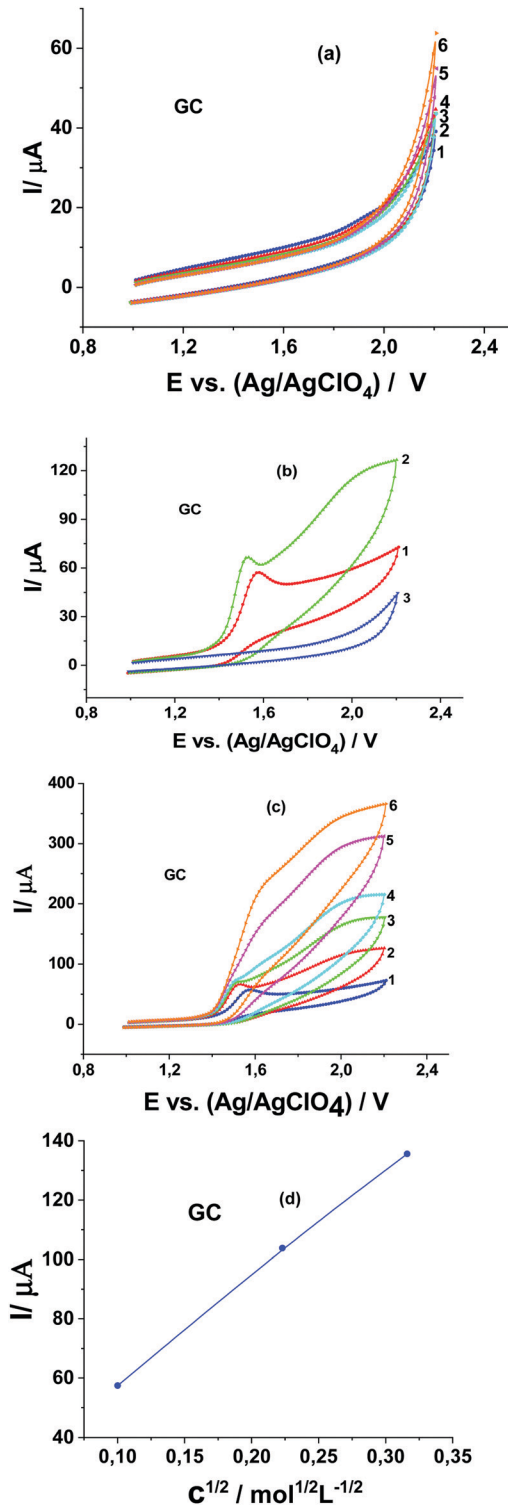 (a)
GC
60
40
20
0
I/ μA
6
5
4
3
2
1
0,8 1,2 1,6 2,0 2,4
E vs. (Ag/AgClO4) / V
(b)
GC
120
90
60
30
0
I/ μA
2
1
3
0,8 1,2 1,6 2,0 2,4
E vs. (Ag/AgClO4) / V
(c)
GC
400
300
200
100
0
I/ μA
6
5
4
3
2
1
0,8 1,2 1,6 2,0 2,4
E vs. (Ag/AgClO4) / V
(d)
GC
140
120
100
80
60
40
I/ μA
0,10 0,15 0,20 0,25 0,30 0,35
C^1/2 / mol^1/2L^-1/2